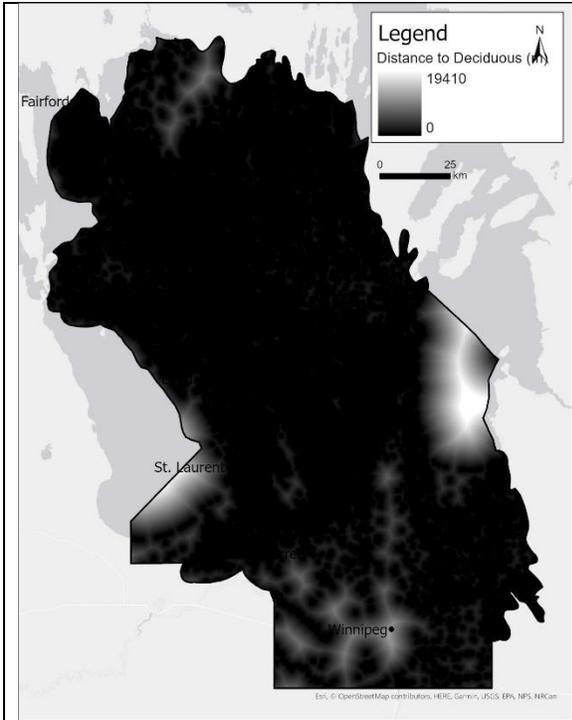 Legend
N
Distance to Deciduous (m)
19410
0
Fairford
0 25
km
St. Laurent
Winnipeg
Esri, © OpenStreetMap contributors, HERE, Garmin, USGS, EPA, NPS, NRCan